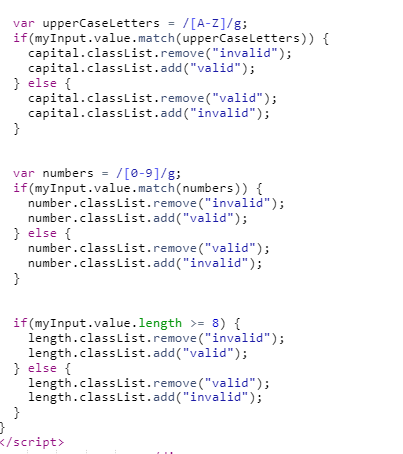 var upperCaseLetters = /[A-Z]/g;
if(myInput.value.match(upperCaseLetters)) {
capital.classList.remove("invalid");
capital.classList.add("valid");
} else {
capital.classList.remove("valid");
capital.classList.add("invalid");
}
var numbers = /[0-9]/g;
if(myInput.value.match(numbers)) {
number.classList.remove("invalid");
number.classList.add("valid");
} else {
number.classList.remove("valid");
number.classList.add("invalid");
}
if(myInput.value.length >= 8) {
length.classList.remove("invalid");
length.classList.add("valid");
} else {
length.classList.remove("valid");
length.classList.add("invalid");
}
}
</script>